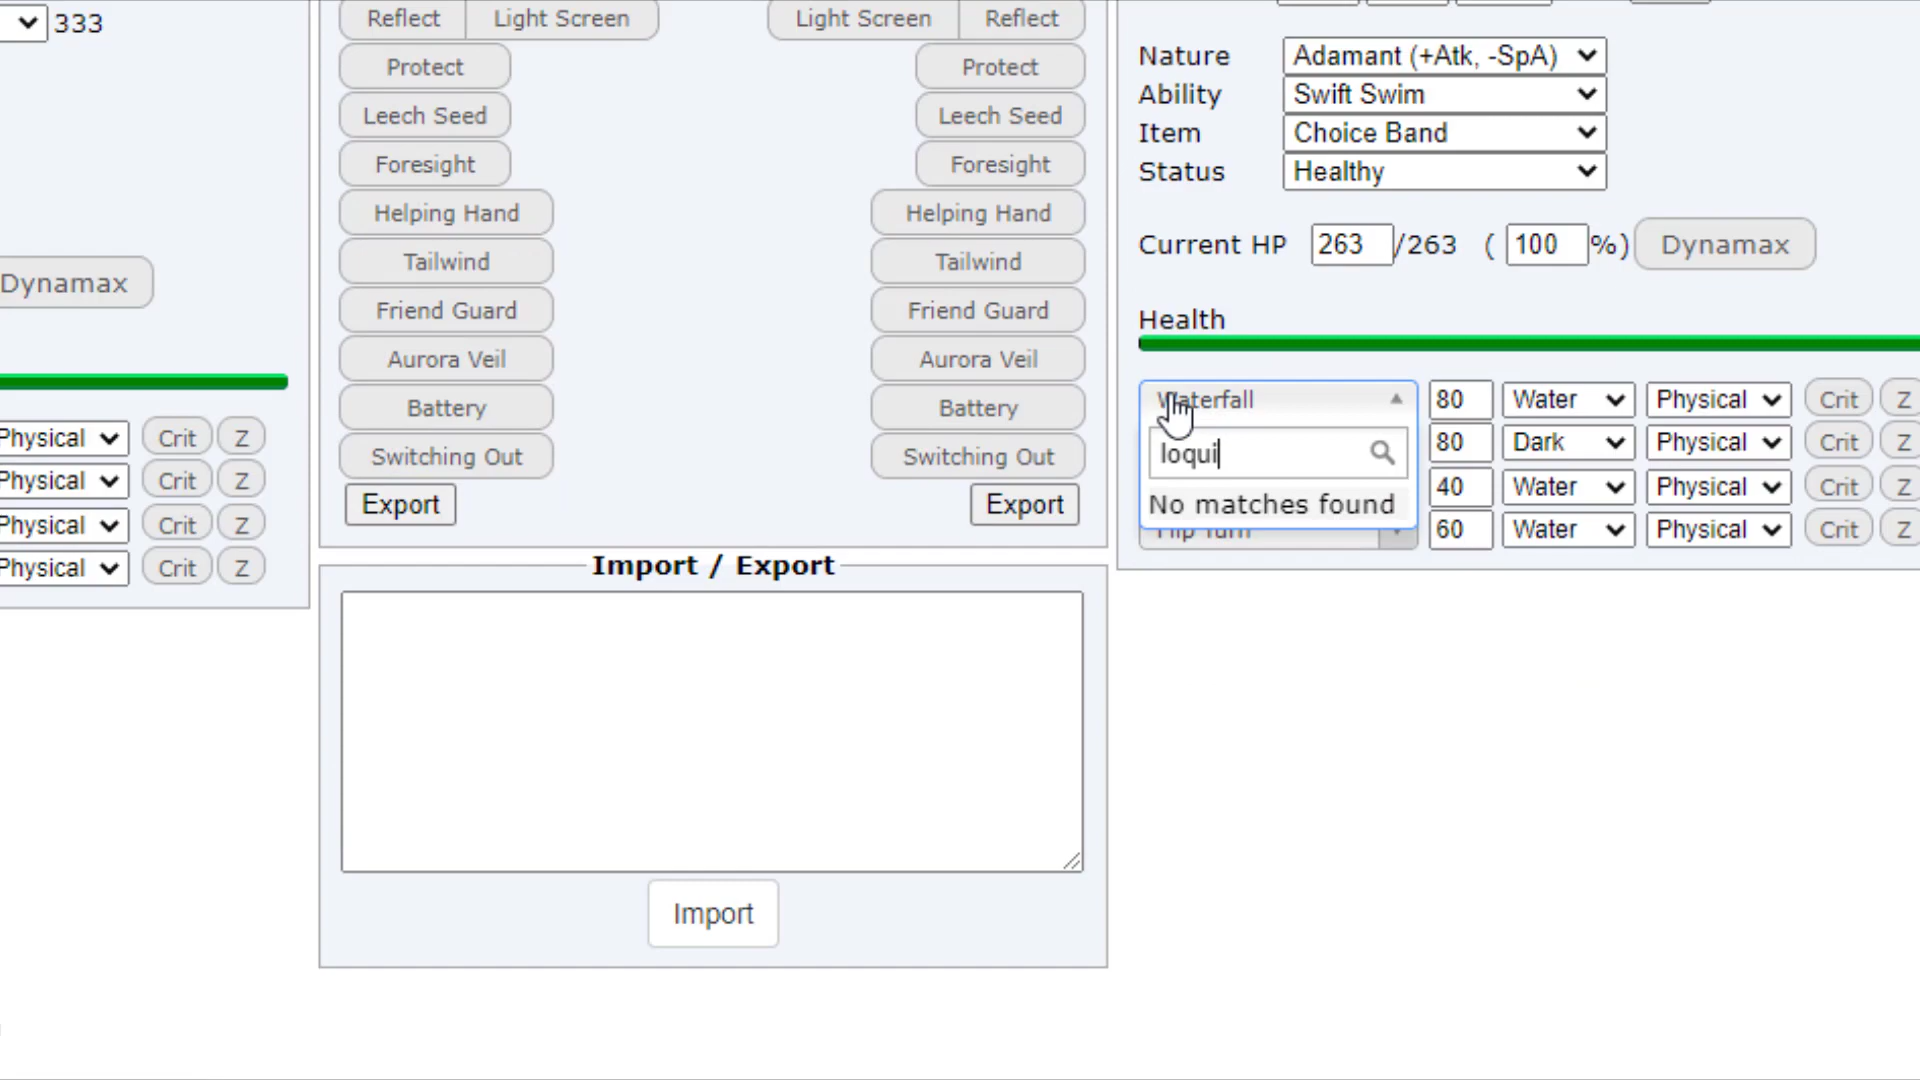 333
Dynamax
Physical Crit Z
Physical Crit Z
Physical Crit Z
Physical Crit Z
Reflect Light Screen Light Screen Reflect
Protect Protect
Leech Seed Leech Seed
Foresight Foresight
Helping Hand Helping Hand
Tailwind Tailwind
Friend Guard Friend Guard
Aurora Veil Aurora Veil
Battery Battery
Switching Out Switching Out
Export Export
Import / Export
Import
Nature Adamant (+Atk, -SpA)
Ability Swift Swim
Item Choice Band
Status Healthy
Current HP 263/263 ( 100 %) Dynamax
Health
Waterfall 80 Water Physical Crit Z
loqui 80 Dark Physical Crit Z
No matches found 40 Water Physical Crit Z
Flip Turn 60 Water Physical Crit Z